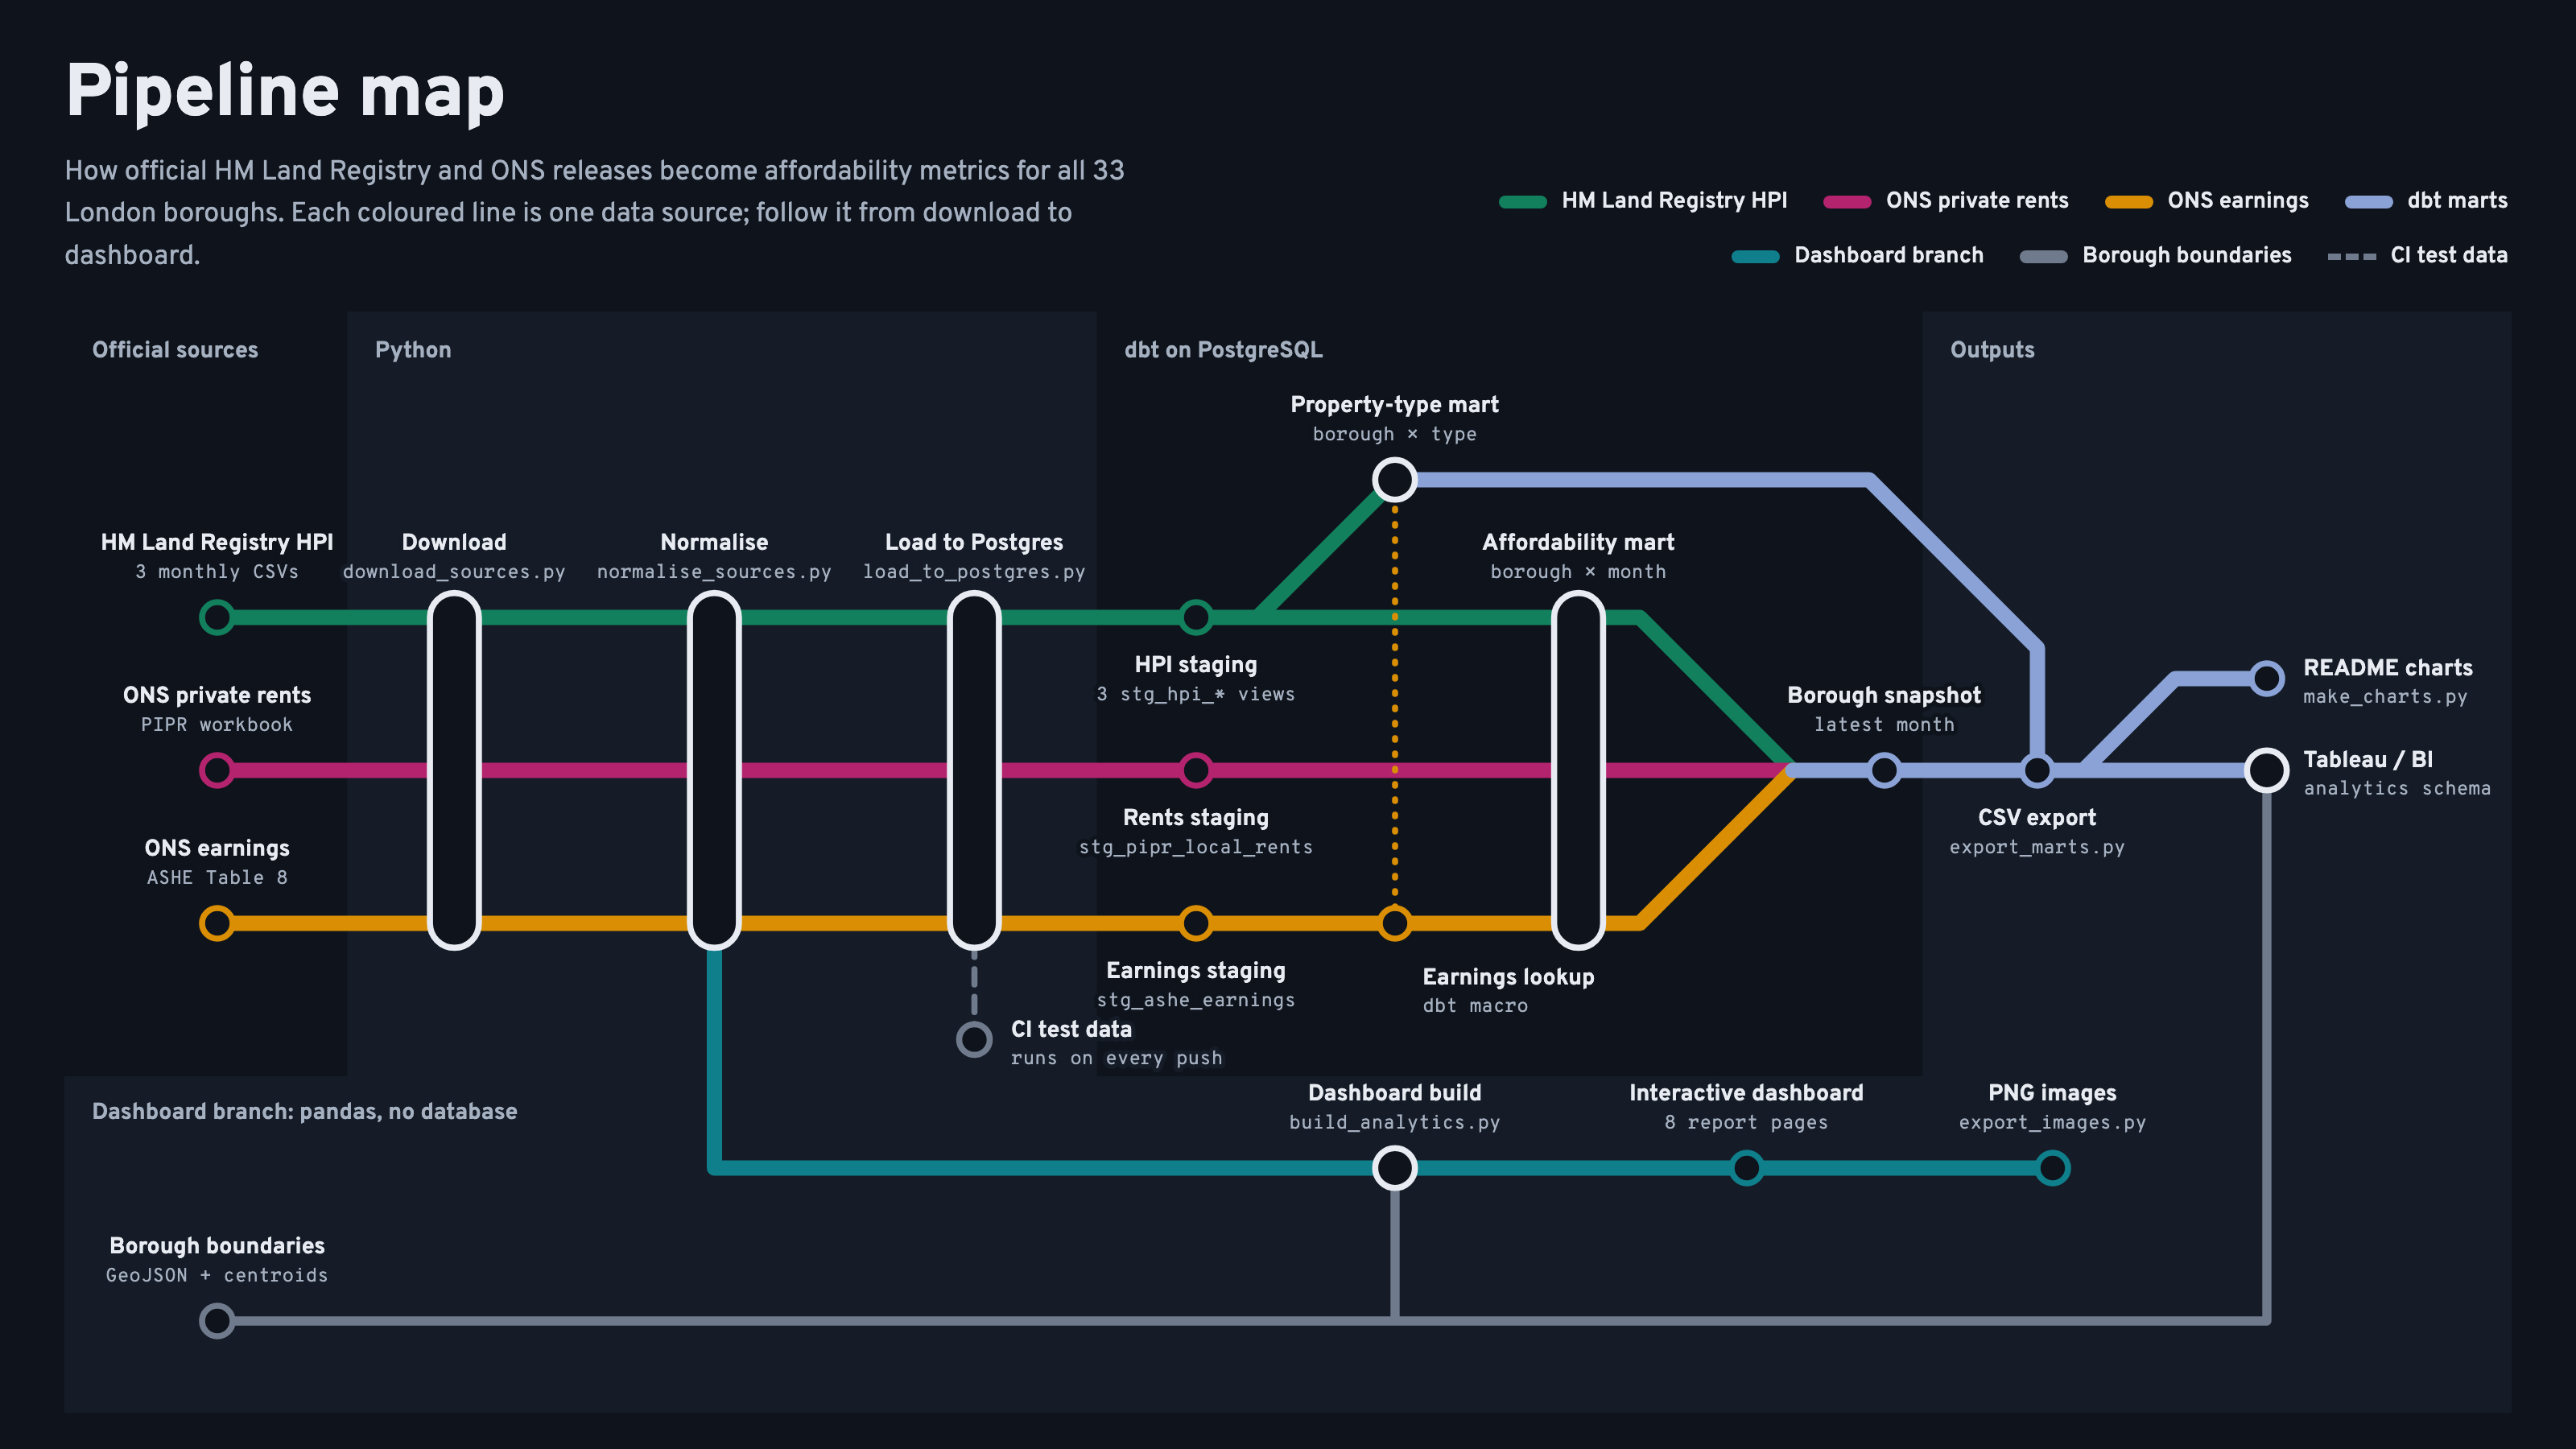 Pipeline map
How official HM Land Registry and ONS releases become affordability metrics for all 33
London boroughs. Each coloured line is one data source; follow it from download to
dashboard.
HM Land Registry HPI
ONS private rents
ONS earnings
dbt marts
Dashboard branch
Borough boundaries
CI test data
Official sources
Python
dbt on PostgreSQL
Outputs
Property-type mart
borough × type
HM Land Registry HPI
3 monthly CSVs
Download
download_sources.py
Normalise
normalise_sources.py
Load to Postgres
load_to_postgres.py
Affordability mart
borough × month
HPI staging
3 stg_hpi_* views
ONS private rents
PIPR workbook
Borough snapshot
latest month
README charts
make_charts.py
Tableau / BI
analytics schema
Rents staging
stg_pipr_local_rents
CSV export
export_marts.py
ONS earnings
ASHE Table 8
Earnings staging
stg_ashe_earnings
Earnings lookup
dbt macro
CI test data
runs on every push
Dashboard branch: pandas, no database
Dashboard build
build_analytics.py
Interactive dashboard
8 report pages
PNG images
export_images.py
Borough boundaries
GeoJSON + centroids